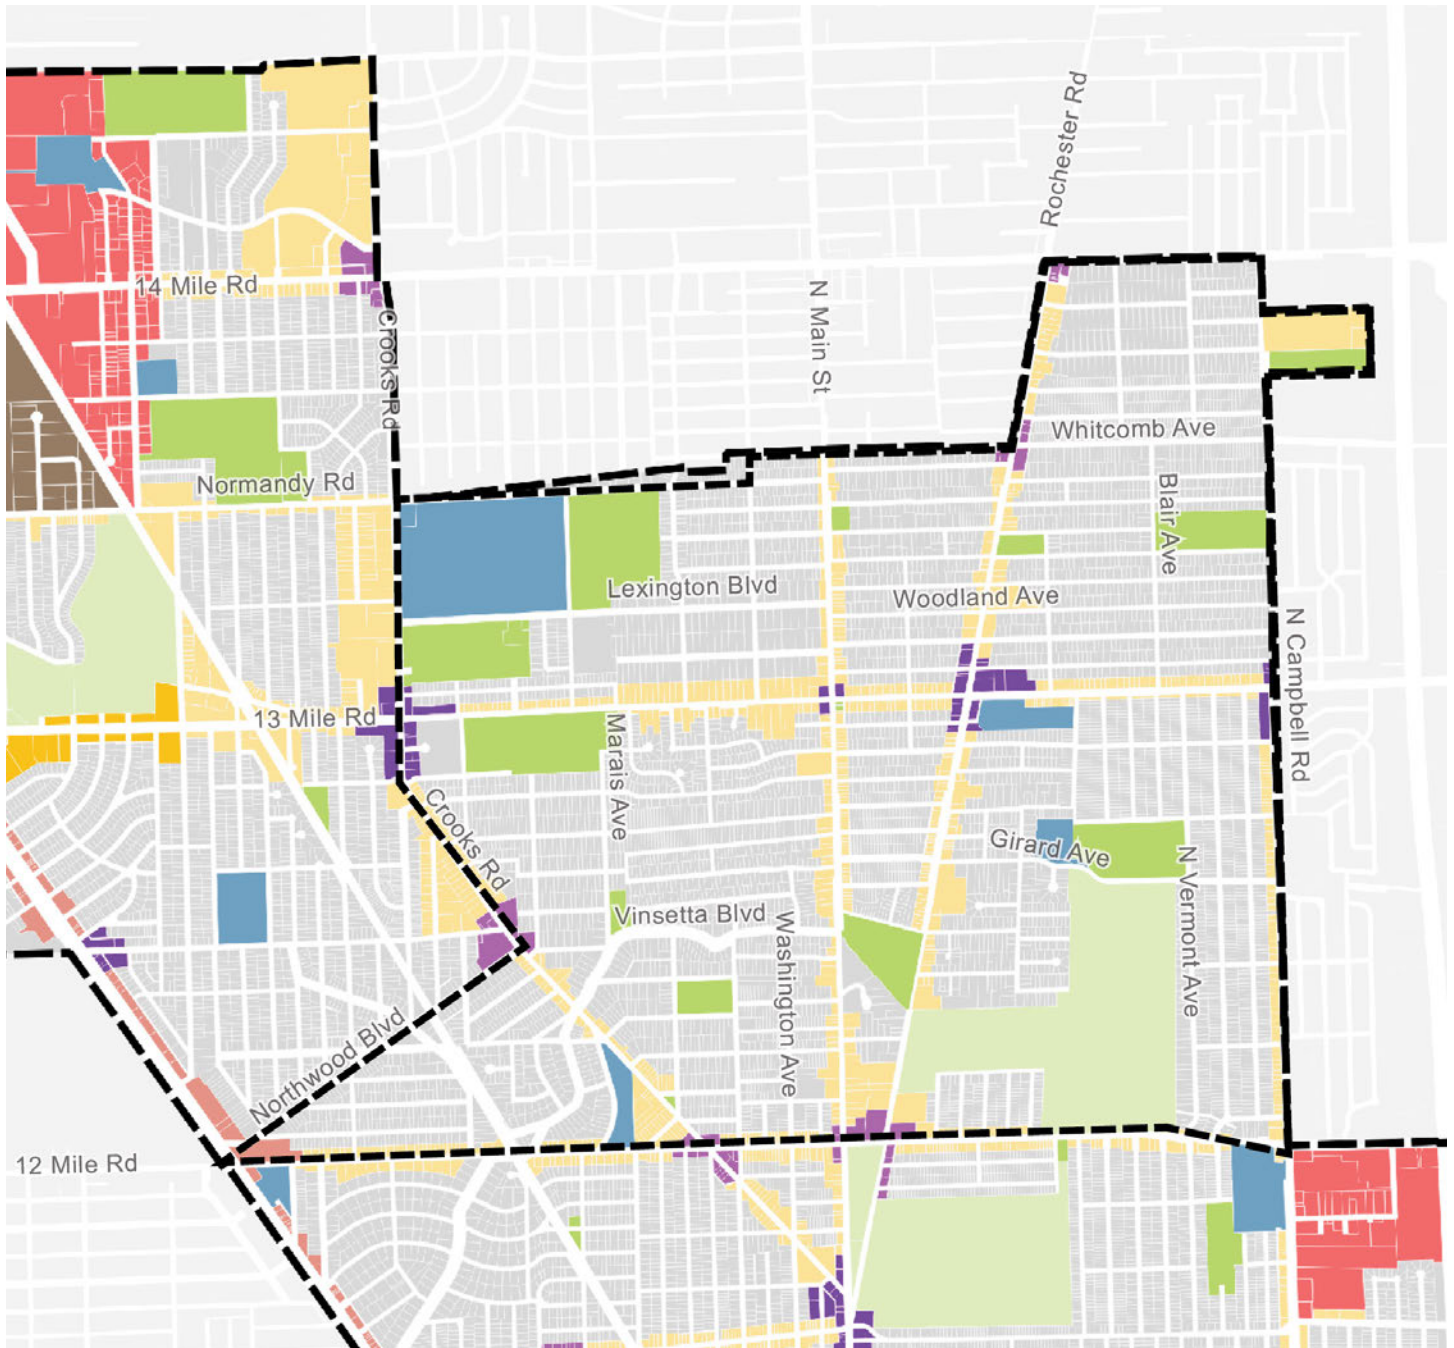 Rochester Rd
14 Mile Rd
Crooks Rd
N Main St
Whitcomb Ave
Normandy Rd
Blair Ave
Lexington Blvd
Woodland Ave
N Campbell Rd
13 Mile Rd
Marais Ave
Crooks Rd
Girard Ave
N Vermont Ave
Vinsetta Blvd
Washington Ave
Northwood Blvd
12 Mile Rd